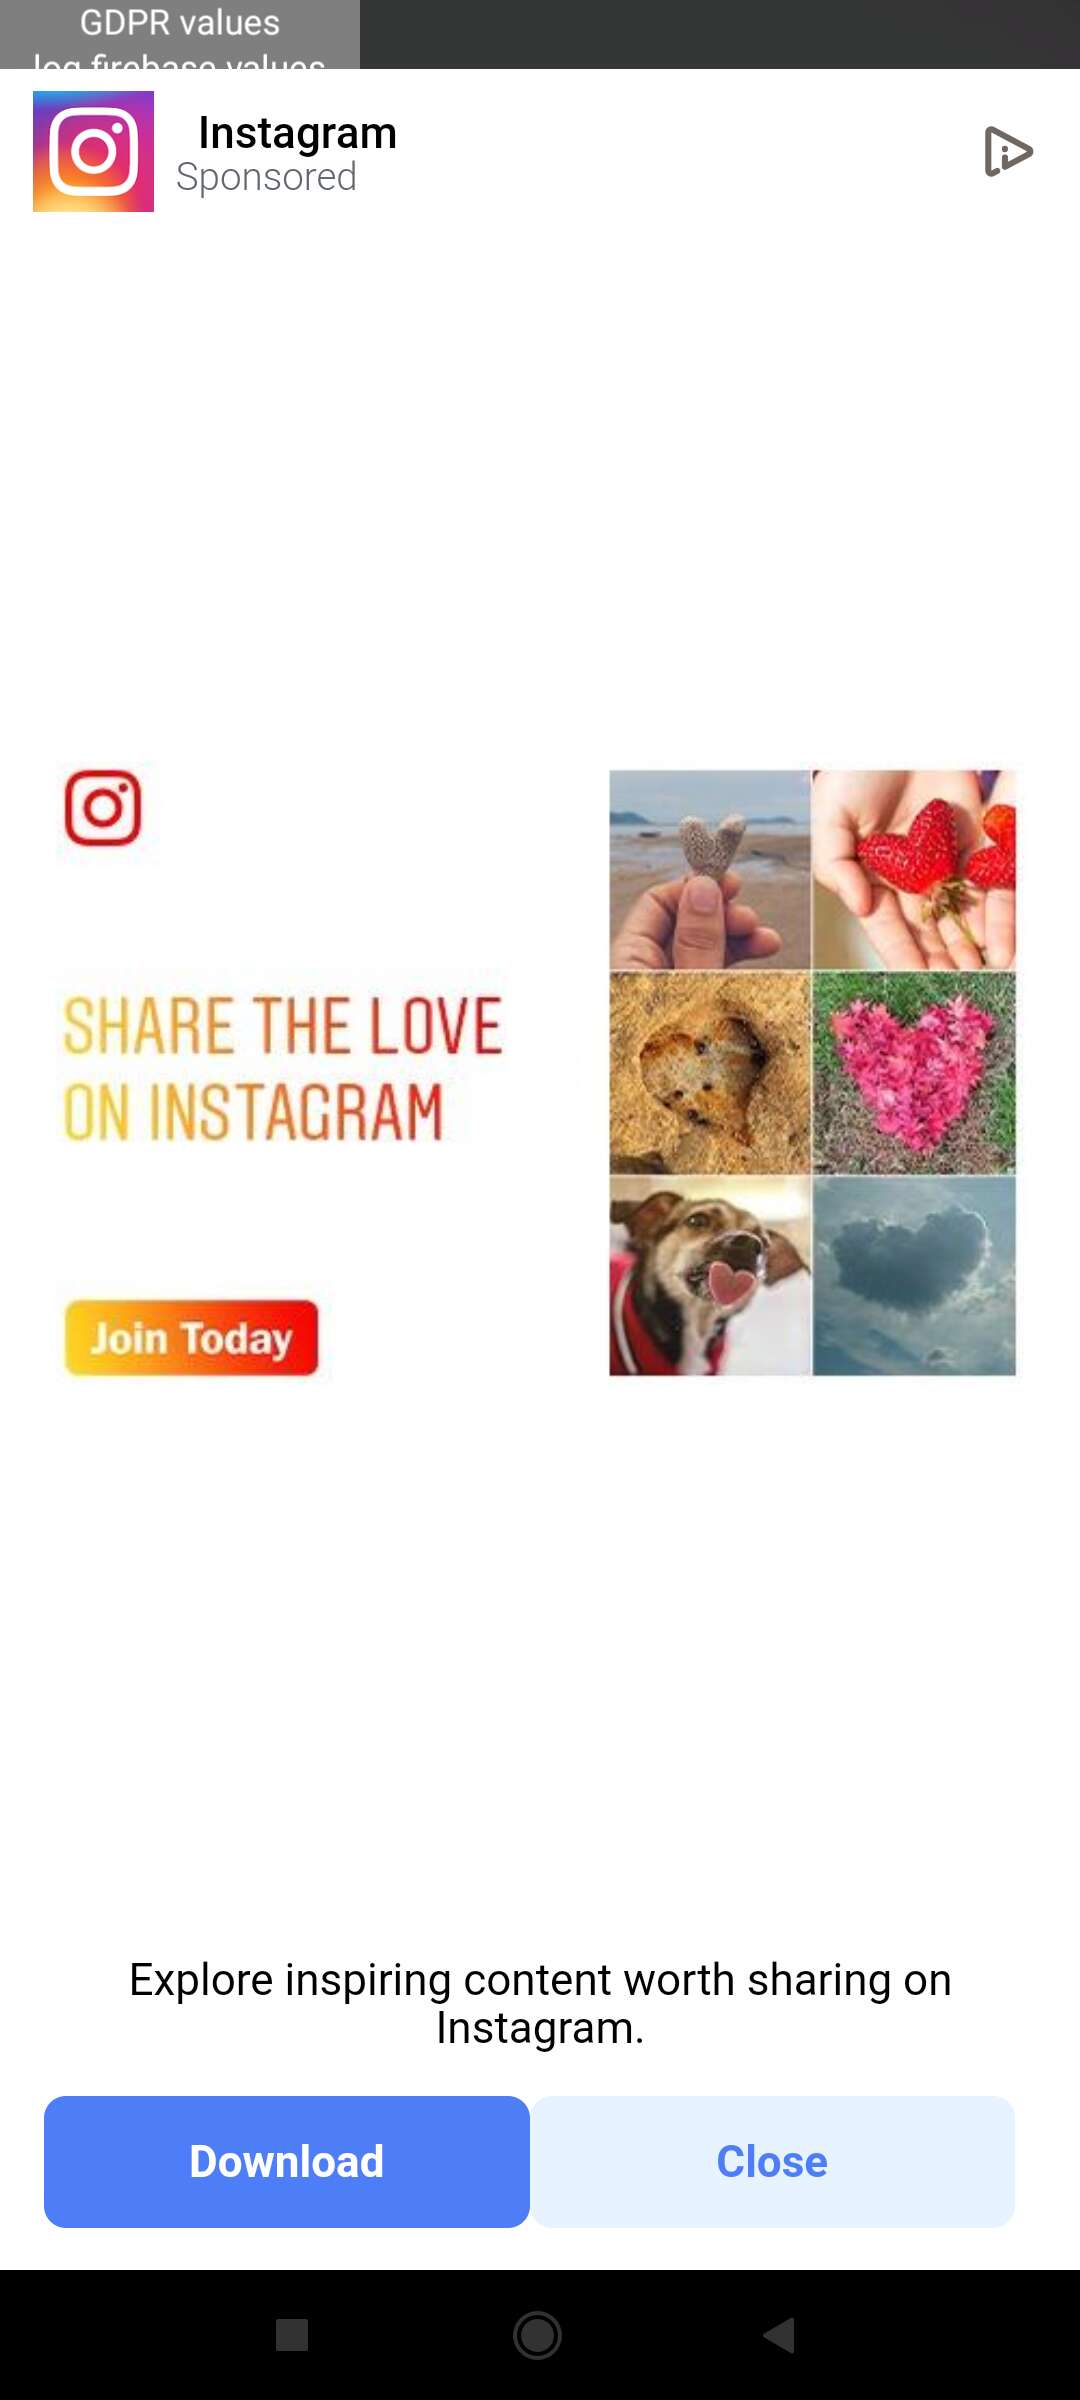 GDPR values
log firebase values
Instagram
Sponsored
SHARE THE LOVE
ON INSTAGRAM
Join Today
Explore inspiring content worth sharing on
Instagram.
Download
Close